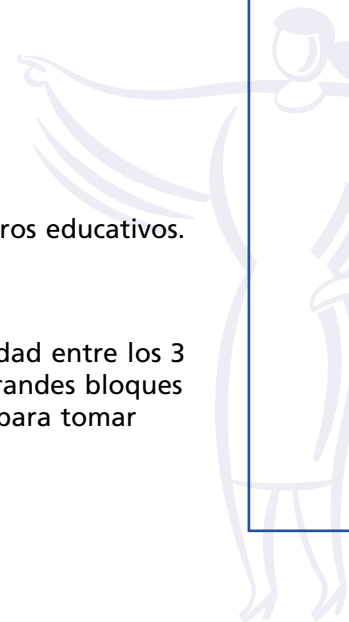 ros educativos.
dad entre los 3
randes bloques
para tomar